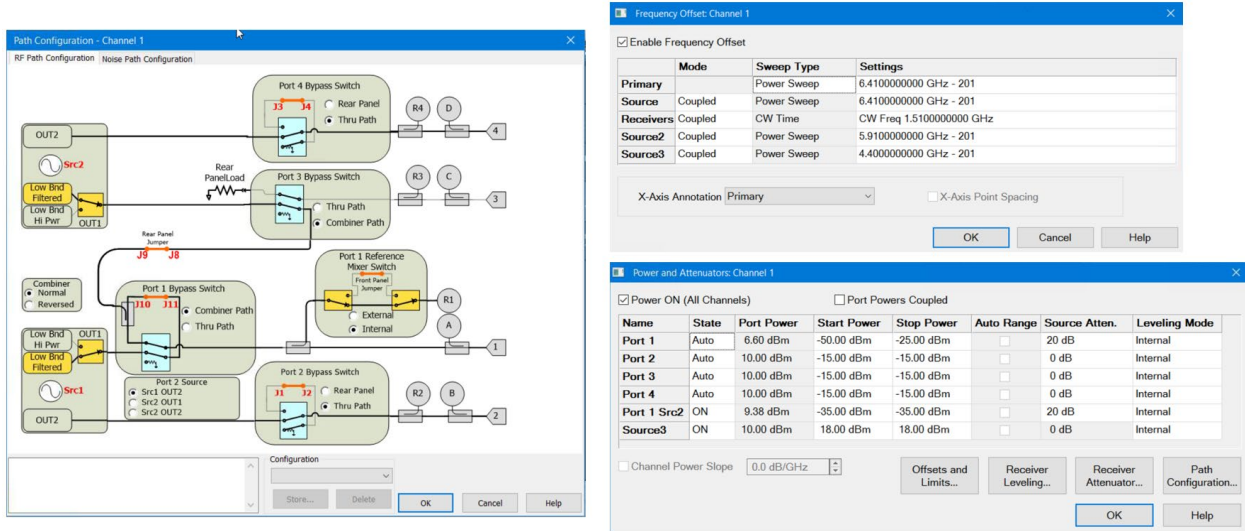 Path Configuration - Channel 1
RF Path Configuration Noise Path Configuration
Port 4 Bypass Switch
J3 J4
Rear Panel
Thru Path
R4 D
4
OUT2
Src2
Low Bnd
Filtered
Low Bnd
Hi Pwr
OUT1
Rear
PanelLoad
Port 3 Bypass Switch
Thru Path
Combiner Path
R3 C
3
Rear Panel
Jumper
J9 J8
Port 1 Reference
Mixer Switch
Front Panel
Jumper
External
Internal
R1
A
1
Combiner
Normal
Reversed
Port 1 Bypass Switch
J10 J11
Combiner Path
Thru Path
Low Bnd
Hi Pwr
OUT1
Low Bnd
Filtered
Src1
OUT2
Port 2 Source
Src1 OUT2
Src2 OUT1
Src2 OUT2
Port 2 Bypass Switch
J1 J2
Rear Panel
Thru Path
R2 B
2
Configuration
Store... Delete OK Cancel Help
Frequency Offset: Channel 1
Enable Frequency Offset
Mode Sweep Type Settings
Primary Power Sweep 6.4100000000 GHz - 201
Source Coupled Power Sweep 6.4100000000 GHz - 201
Receivers Coupled CW Time CW Freq 1.5100000000 GHz
Source2 Coupled Power Sweep 5.9100000000 GHz - 201
Source3 Coupled Power Sweep 4.4000000000 GHz - 201
X-Axis Annotation Primary X-Axis Point Spacing
OK Cancel Help
Power and Attenuators: Channel 1
Power ON (All Channels) Port Powers Coupled
Name State Port Power Start Power Stop Power Auto Range Source Atten. Leveling Mode
Port 1 Auto 6.60 dBm -50.00 dBm -25.00 dBm 20 dB Internal
Port 2 Auto 10.00 dBm -15.00 dBm -15.00 dBm 0 dB Internal
Port 3 Auto 10.00 dBm -15.00 dBm -15.00 dBm 0 dB Internal
Port 4 Auto 10.00 dBm -15.00 dBm -15.00 dBm 0 dB Internal
Port 1 Src2 ON 9.38 dBm -35.00 dBm -35.00 dBm 20 dB Internal
Source3 ON 10.00 dBm 18.00 dBm 18.00 dBm 0 dB Internal
Channel Power Slope 0.0 dB/GHz
Offsets and
Limits...
Receiver
Leveling...
Receiver
Attenuator...
Path
Configuration...
OK Help